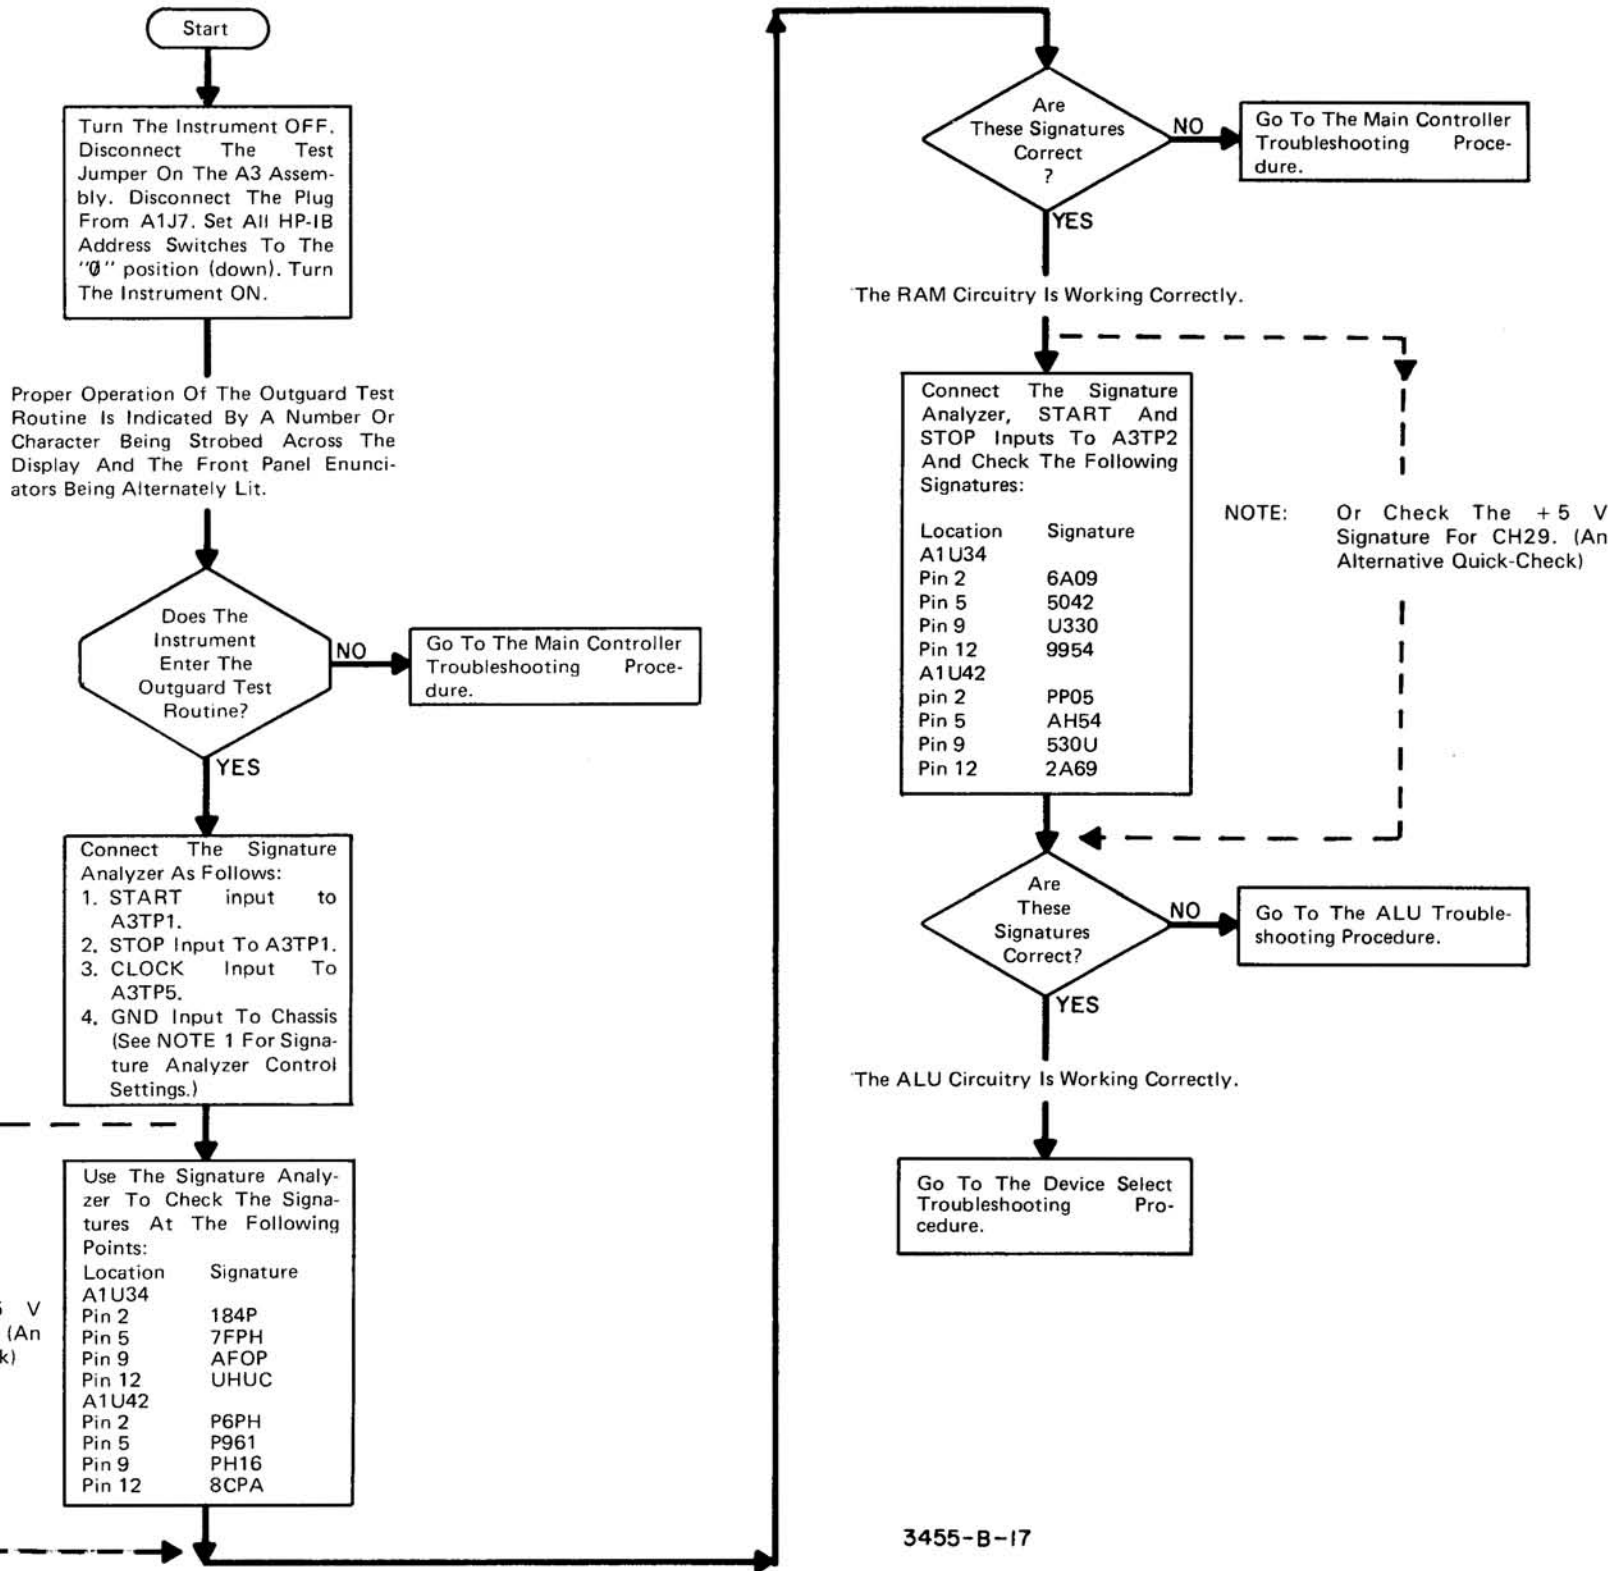 Start
Turn The Instrument OFF.
Disconnect The Test
Jumper On The A3 Assem-
bly. Disconnect The Plug
From A1J7. Set All HP-IB
Address Switches To The
"0" position (down). Turn
The Instrument ON.
Proper Operation Of The Outguard Test
Routine Is Indicated By A Number Or
Character Being Strobed Across The
Display And The Front Panel Enunci-
ators Being Alternately Lit.
Does The
Instrument
Enter The
Outguard Test
Routine?
NO
Go To The Main Controller
Troubleshooting Proce-
dure.
YES
Connect The Signature
Analyzer As Follows:
1. START input to
A3TP1.
2. STOP Input To A3TP1.
3. CLOCK Input To
A3TP5.
4. GND Input To Chassis
(See NOTE 1 For Signa-
ture Analyzer Control
Settings.)
Use The Signature Analy-
zer To Check The Signa-
tures At The Following
Points:
Location Signature
A1U34
Pin 2 184P
Pin 5 7FPH
Pin 9 AFOP
Pin 12 UHUC
A1U42
Pin 2 P6PH
Pin 5 P961
Pin 9 PH16
Pin 12 8CPA
V
(An
k)
Are
These Signatures
Correct
?
NO
Go To The Main Controller
Troubleshooting Proce-
dure.
YES
The RAM Circuitry Is Working Correctly.
Connect The Signature
Analyzer, START And
STOP Inputs To A3TP2
And Check The Following
Signatures:
Location Signature
A1U34
Pin 2 6A09
Pin 5 5042
Pin 9 U330
Pin 12 9954
A1U42
pin 2 PP05
Pin 5 AH54
Pin 9 530U
Pin 12 2A69
NOTE: Or Check The +5 V
Signature For CH29. (An
Alternative Quick-Check)
Are
These
Signatures
Correct?
NO
Go To The ALU Trouble-
shooting Procedure.
YES
The ALU Circuitry Is Working Correctly.
Go To The Device Select
Troubleshooting Pro-
cedure.
3455-B-17